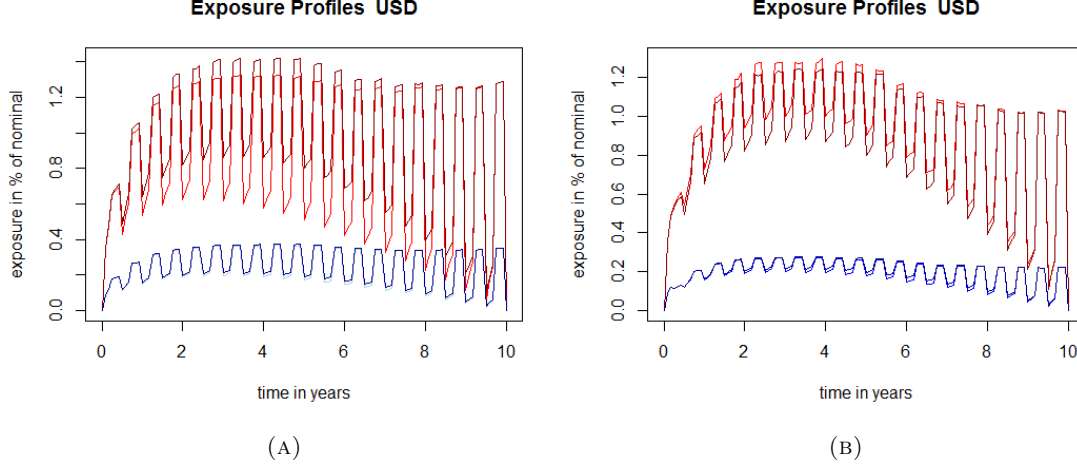 Exposure Profiles USD
exposure in % of nominal
0.0 0.4 0.8 1.2
0 2 4 6 8 10
time in years
(A)
Exposure Profiles USD
exposure in % of nominal
0.0 0.2 0.4 0.6 0.8 1.0 1.2
0 2 4 6 8 10
time in years
(B)